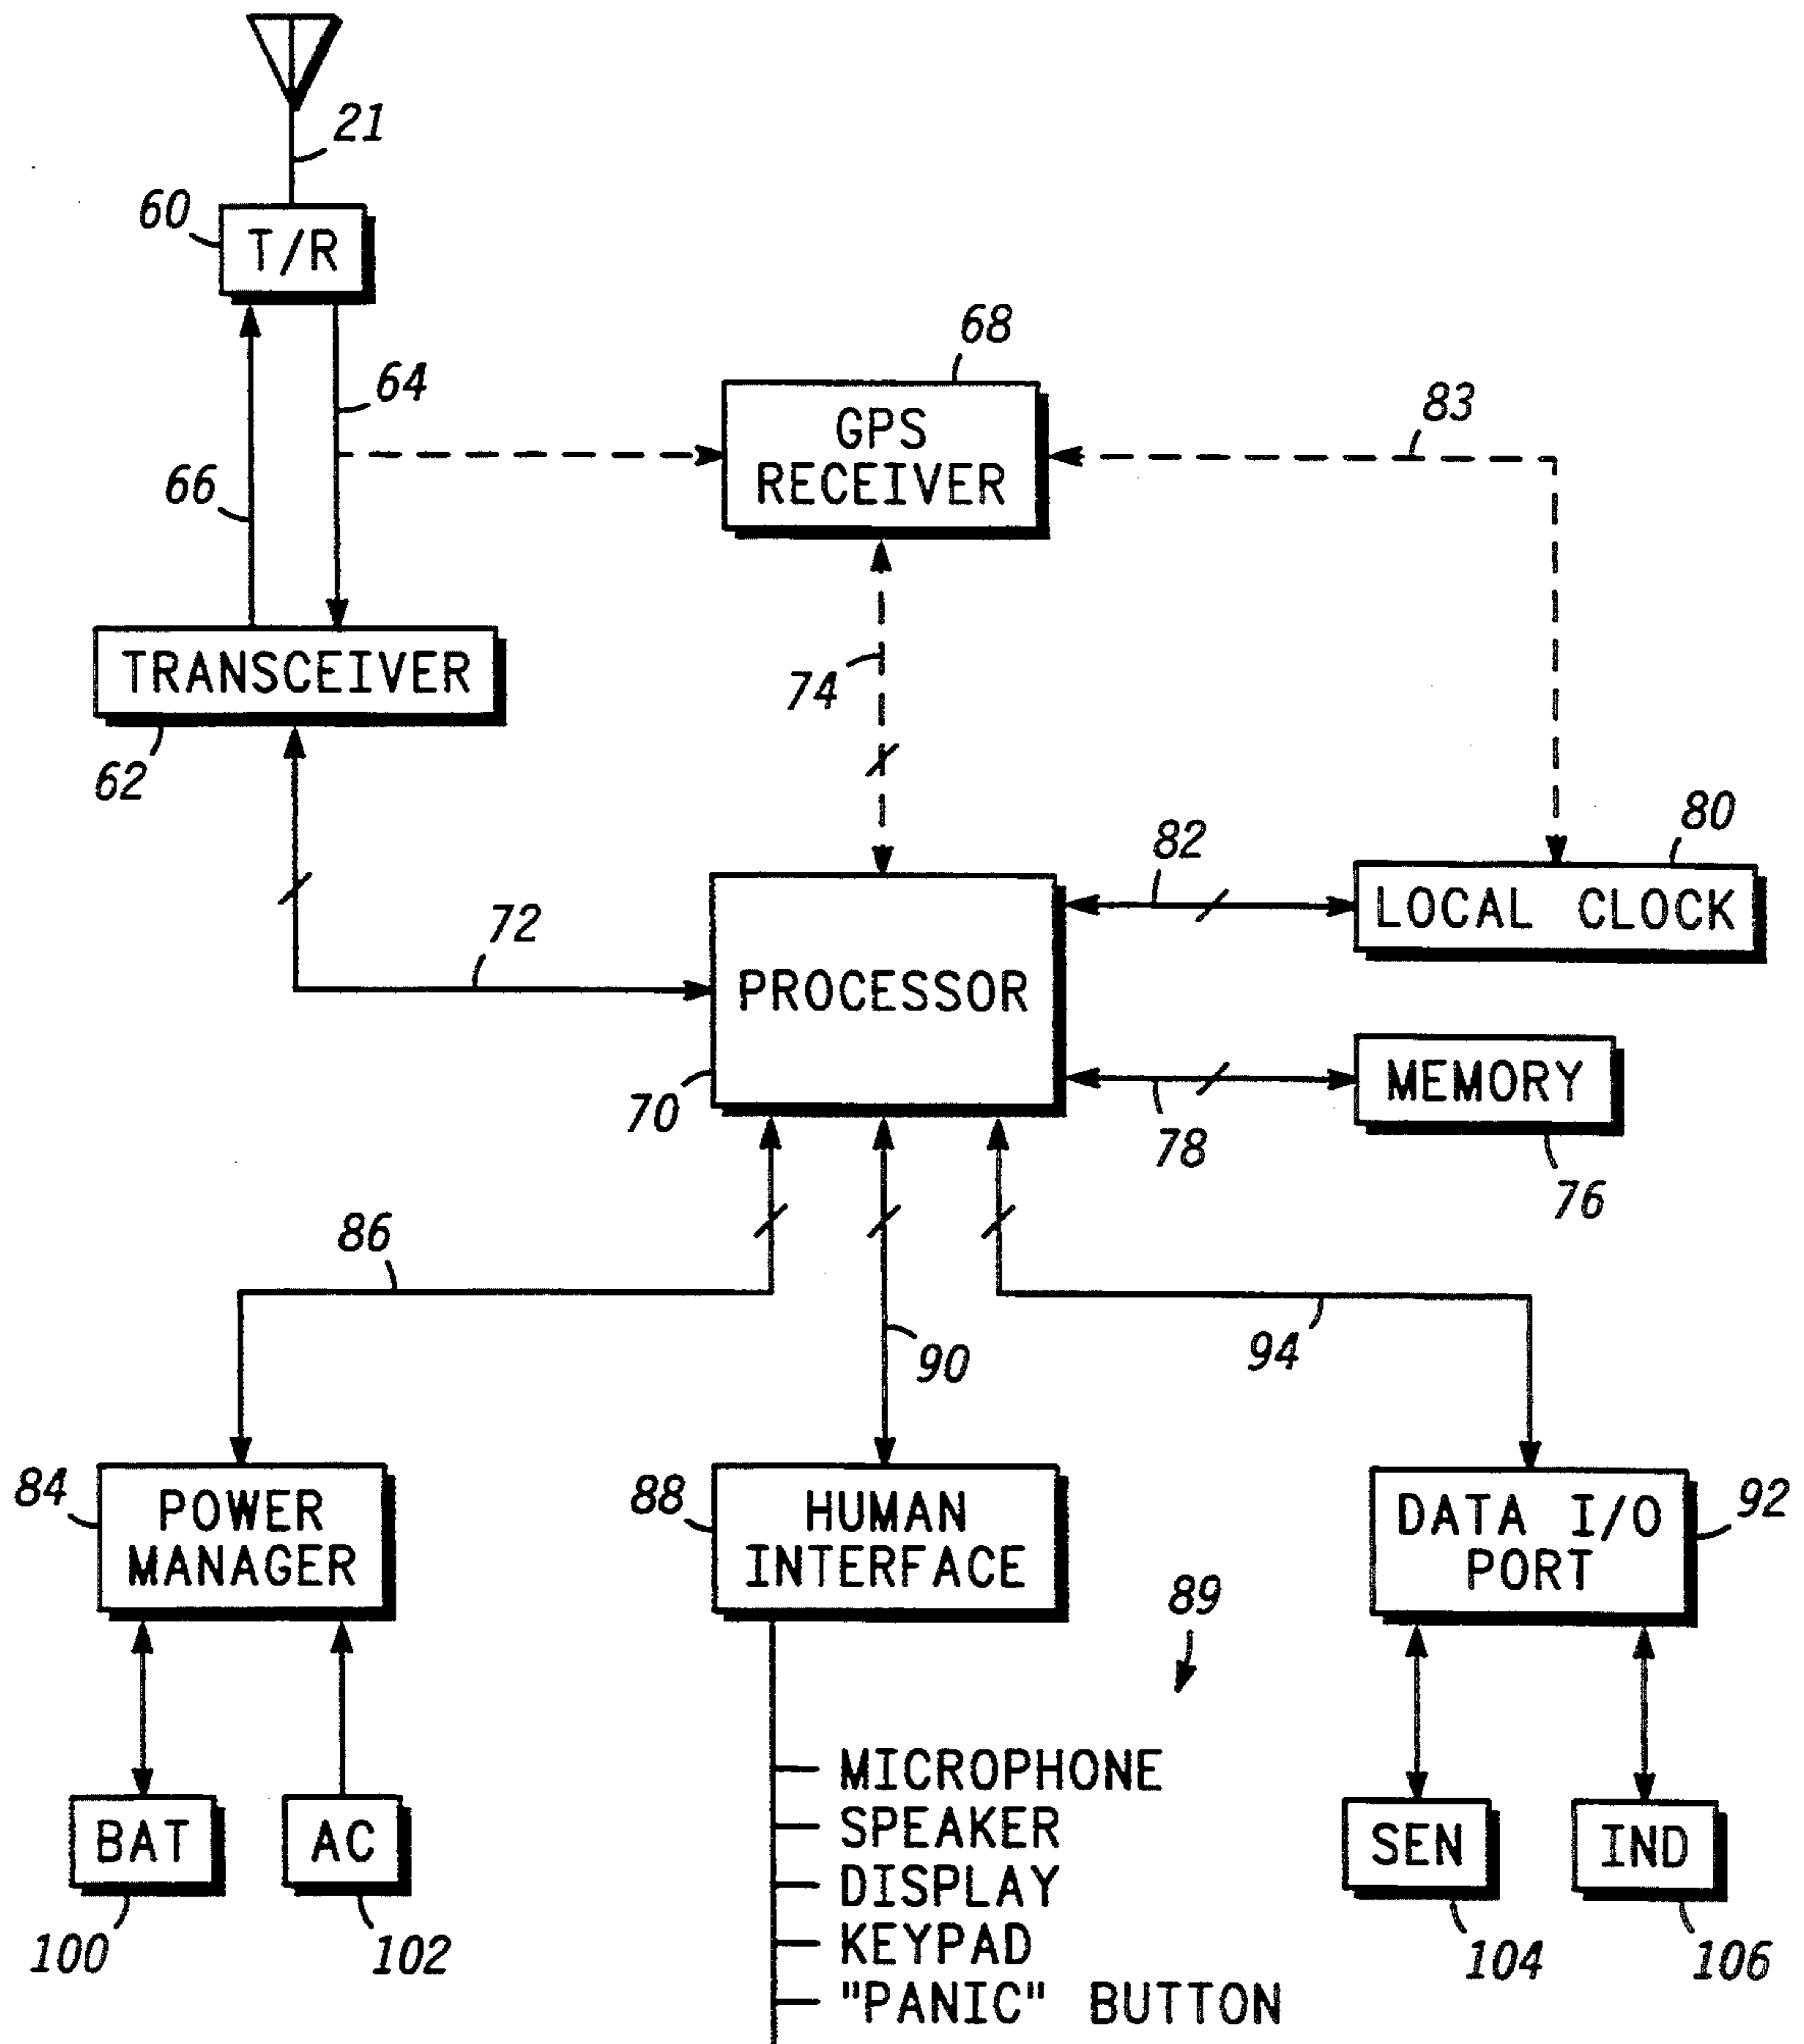 21
60
T/R
68
64
GPS
RECEIVER
83
66
TRANSCEIVER
74
62
82
80
LOCAL CLOCK
72
PROCESSOR
MEMORY
70
78
76
86
90
94
84
POWER
MANAGER
88
HUMAN
INTERFACE
DATA I/O
PORT
92
89
MICROPHONE
SPEAKER
DISPLAY
KEYPAD
"PANIC" BUTTON
BAT
AC
SEN
IND
100
102
104
106